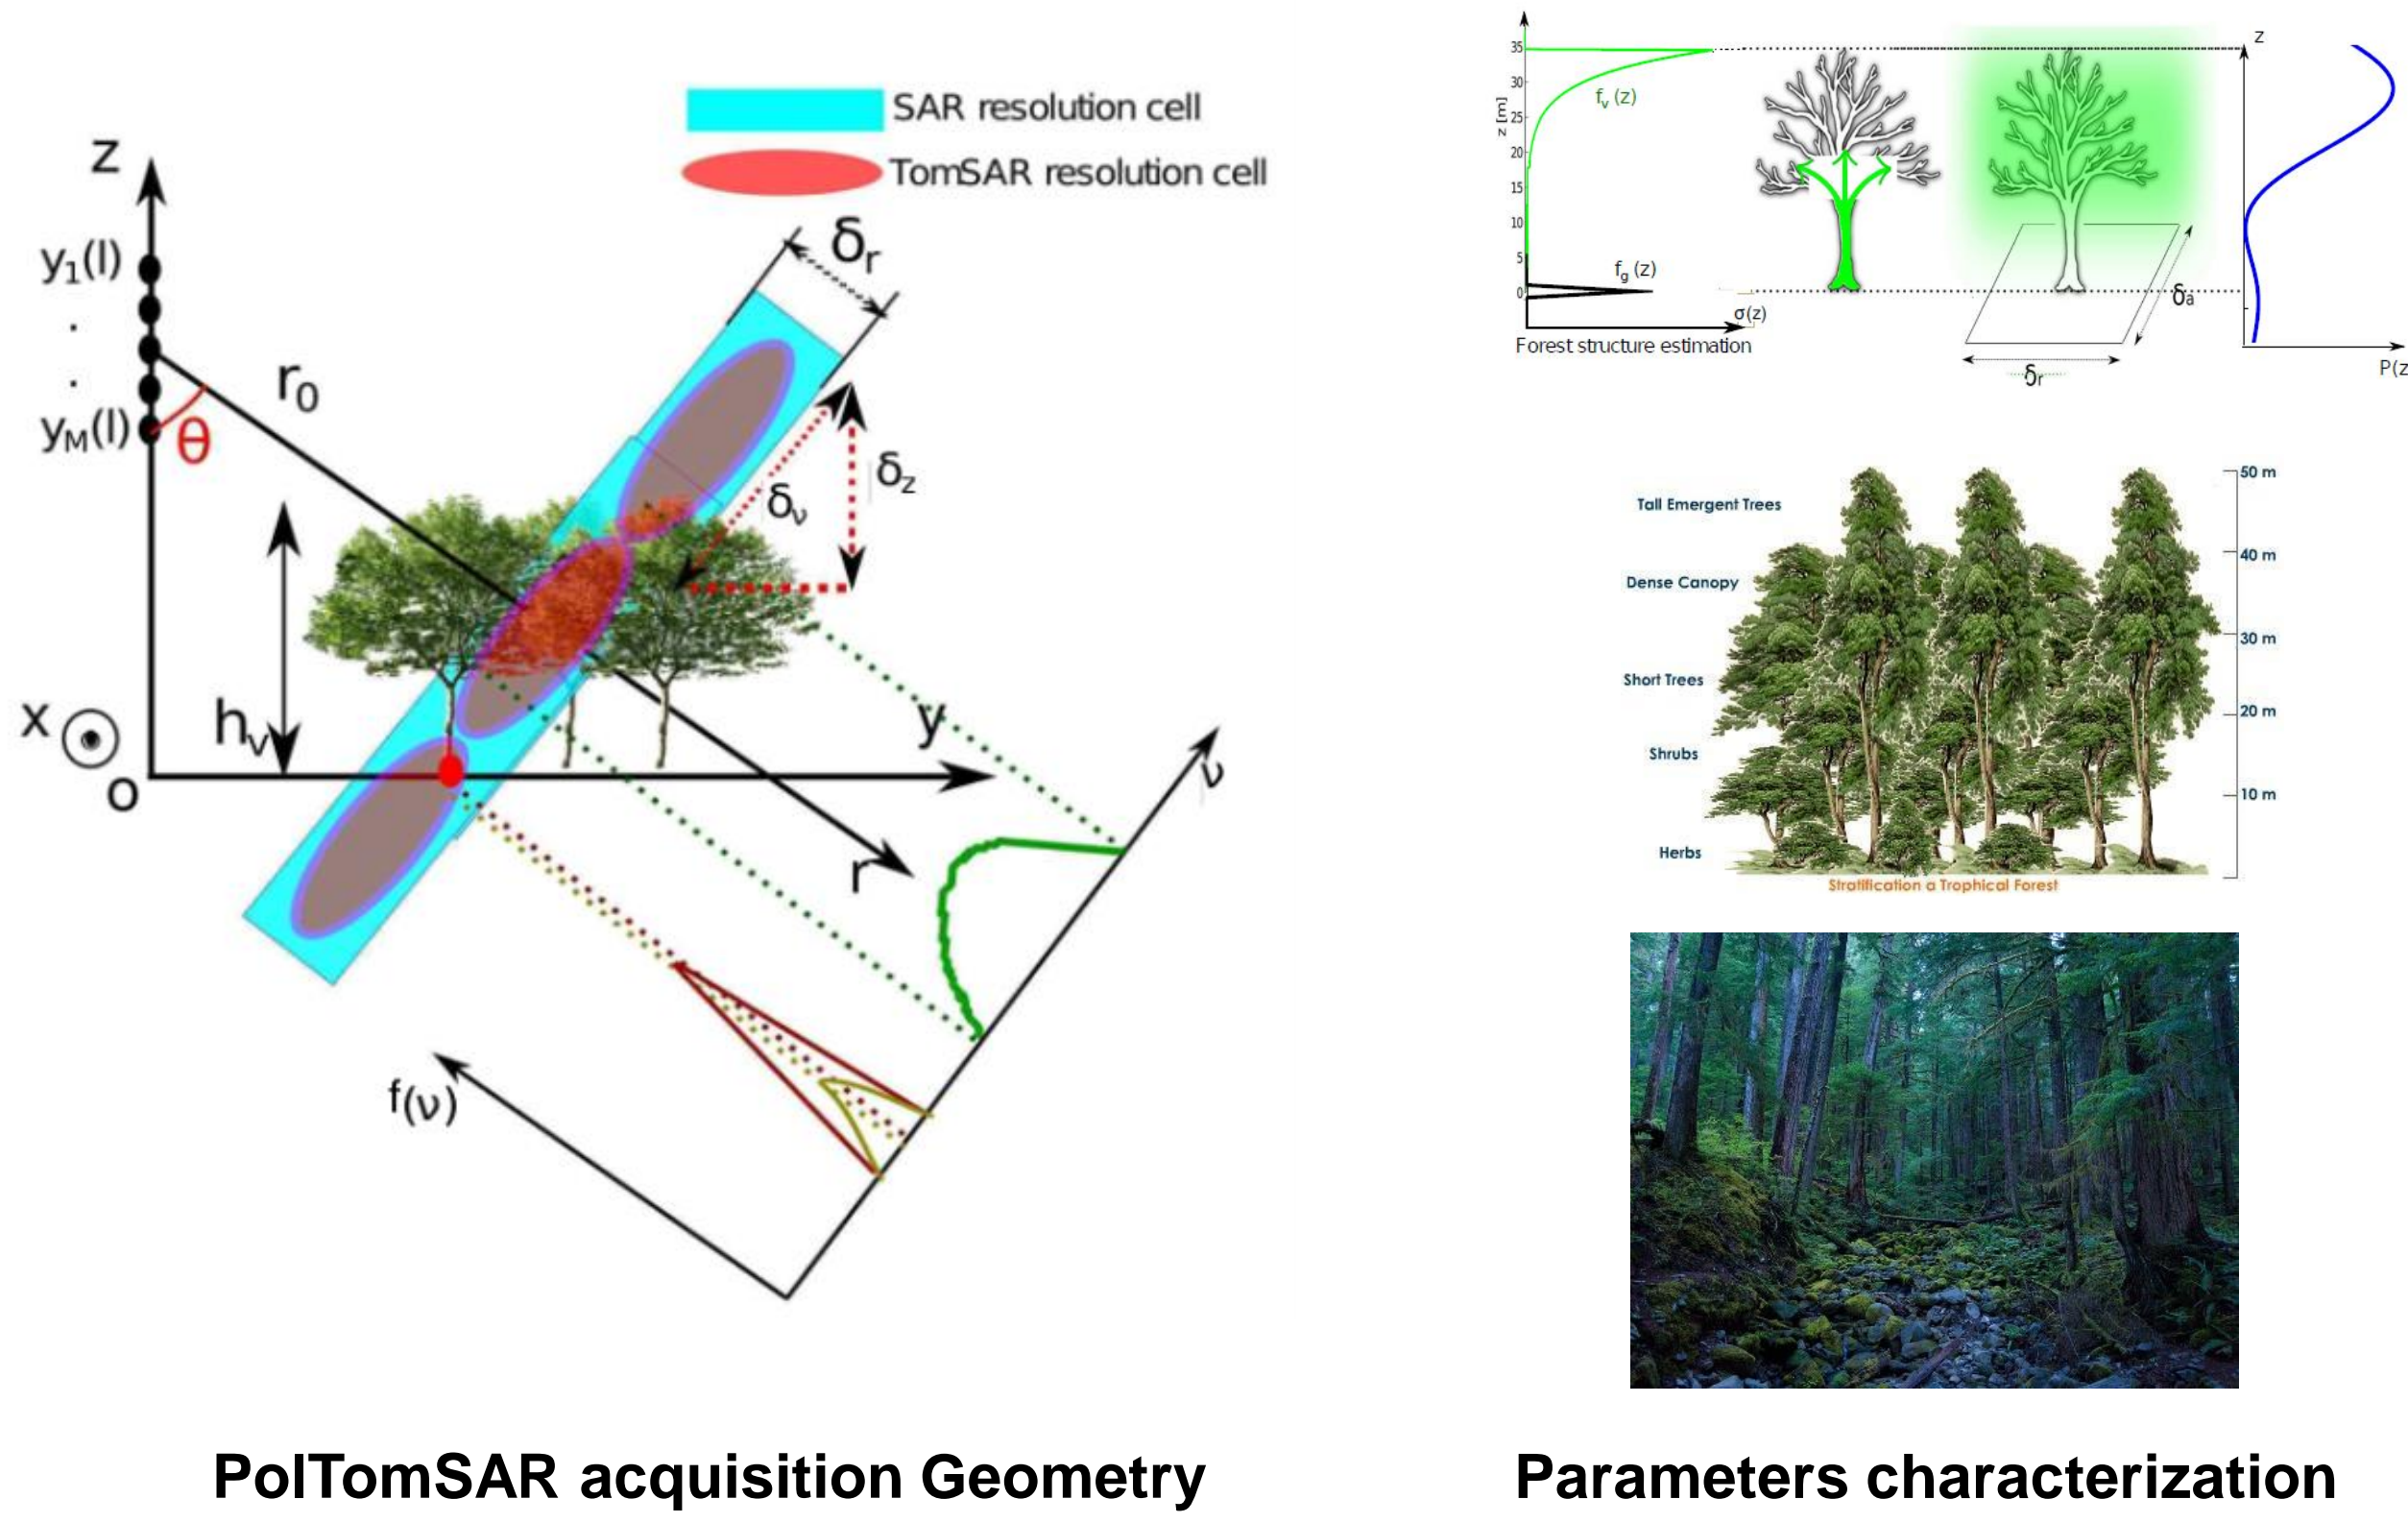 SAR resolution cell
TomSAR resolution cell
z
y1(l)
.
.
yM(l)
θ
r0
δr
δz
δν
hv
x
o
y
r
ν
f(ν)
PolTomSAR acquisition Geometry
35
30
25
20
15
10
5
0
z [m]
fv (z)
fg (z)
σ(z)
Forest structure estimation
δa
δr
z
P(z
Tall Emergent Trees
Dense Canopy
Short Trees
Shrubs
Herbs
50 m
40 m
30 m
20 m
10 m
Stratification a Trophical Forest
Parameters characterization